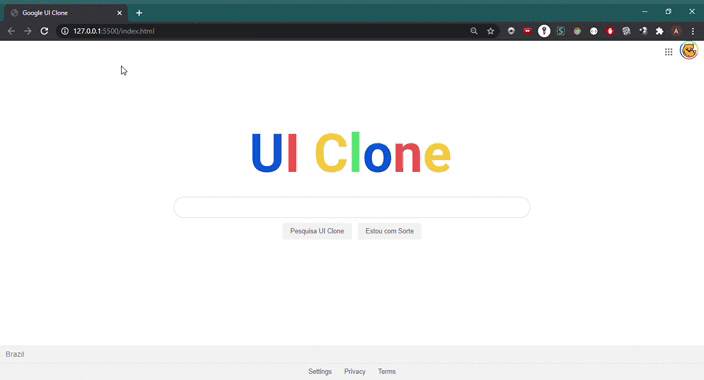 Google UI Clone
127.0.0.1:5500/index.html
A
UI Clone
Pesquisa UI Clone
Estou com Sorte
Brazil
Settings
Privacy
Terms